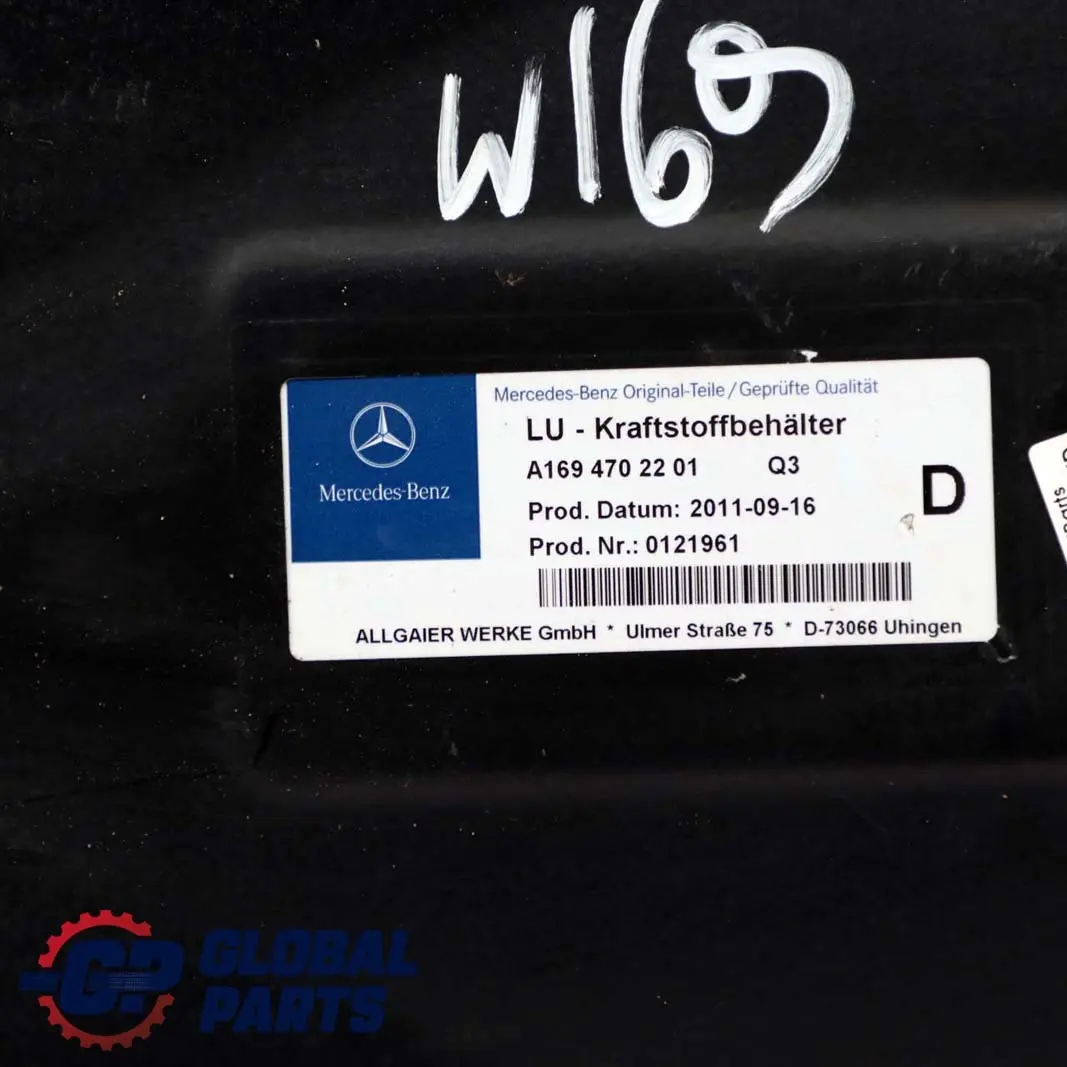 W169
Mercedes-Benz Original-Teile/Geprüfte Qualität
LU - Kraftstoffbehälter
A169 470 22 01 Q3
Mercedes-Benz
Prod. Datum: 2011-09-16
D
Prod. Nr.: 0121961
ALLGAIER WERKE GmbH * Ulmer Straße 75 * D-73066 Uhingen
GP GLOBAL
PARTS